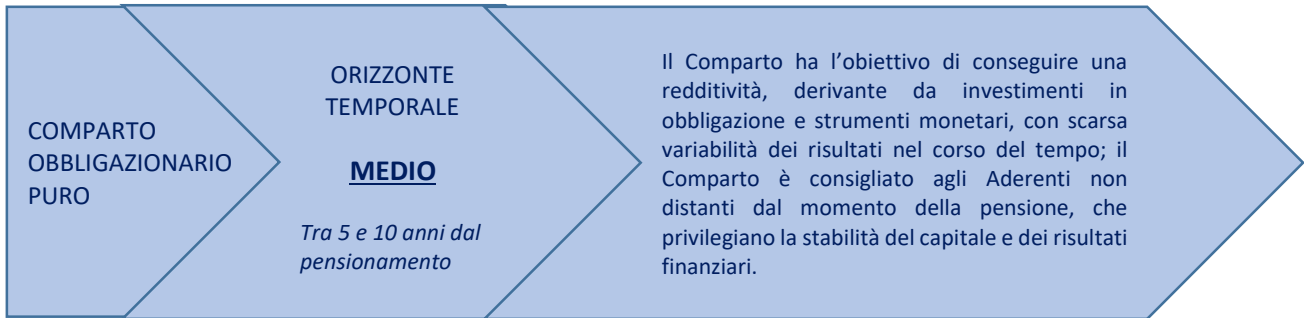 COMPARTO
OBBLIGAZIONARIO
PURO
ORIZZONTE
TEMPORALE
MEDIO
Tra 5 e 10 anni dal
pensionamento
Il Comparto ha l’obiettivo di conseguire una
redditività, derivante da investimenti in
obbligazione e strumenti monetari, con scarsa
variabilità dei risultati nel corso del tempo; il
Comparto è consigliato agli Aderenti non
distanti dal momento della pensione, che
privilegiano la stabilità del capitale e dei risultati
finanziari.